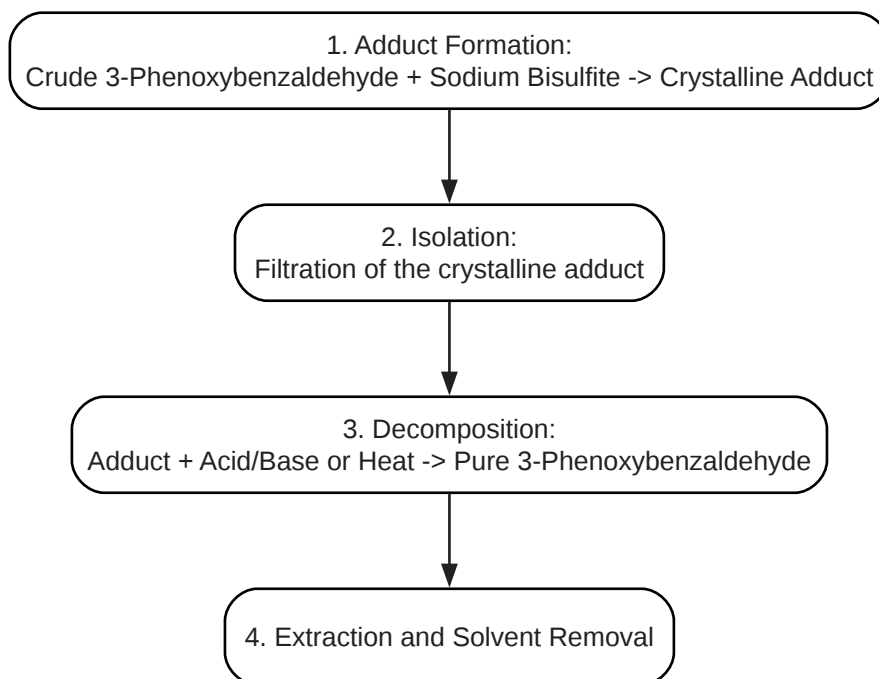 1. Adduct Formation:
Crude 3-Phenoxybenzaldehyde + Sodium Bisulfite -> Crystalline Adduct
2. Isolation:
Filtration of the crystalline adduct
3. Decomposition:
Adduct + Acid/Base or Heat -> Pure 3-Phenoxybenzaldehyde
4. Extraction and Solvent Removal